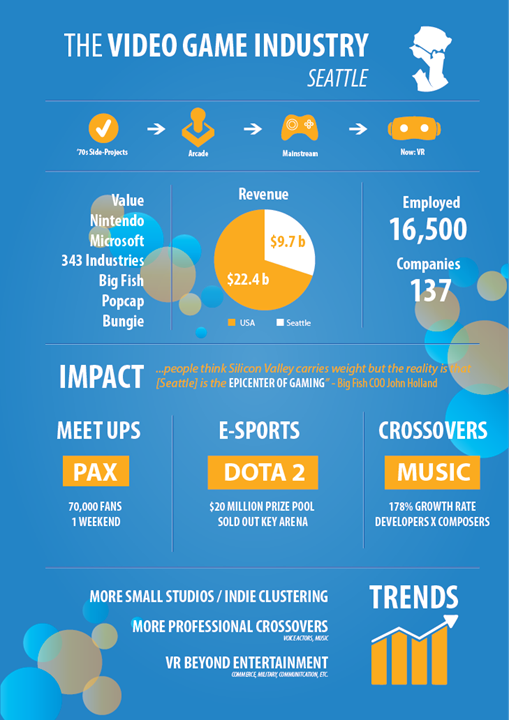 THE VIDEO GAME INDUSTRY
SEATTLE
'70s Side-Projects
Arcade
Mainstream
Now: VR
Value
Nintendo
Microsoft
343 Industries
Big Fish
Popcap
Bungie
Revenue
$9.7 b
$22.4 b
USA
Seattle
Employed
16,500
Companies
137
IMPACT
...people think Silicon Valley carries weight but the reality is that
[Seattle] is the EPICENTER OF GAMING" - Big Fish COO John Holland
MEET UPS
PAX
70,000 FANS
1 WEEKEND
E-SPORTS
DOTA 2
$20 MILLION PRIZE POOL
SOLD OUT KEY ARENA
CROSSOVERS
MUSIC
178% GROWTH RATE
DEVELOPERS X COMPOSERS
MORE SMALL STUDIOS / INDIE CLUSTERING
MORE PROFESSIONAL CROSSOVERS
VOICE ACTORS, MUSIC
VR BEYOND ENTERTAINMENT
COMMERCE, MILITARY, COMMUNITCATION, ETC.
TRENDS